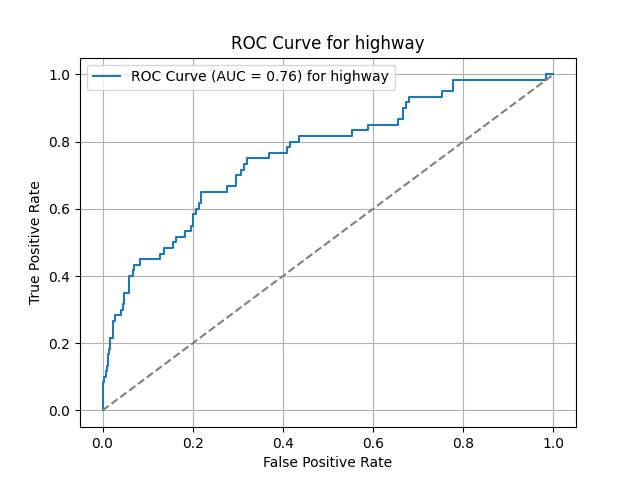 ROC Curve for highway
ROC Curve (AUC = 0.76) for highway
True Positive Rate
1.0
0.8
0.6
0.4
0.2
0.0
0.0 0.2 0.4 0.6 0.8 1.0
False Positive Rate